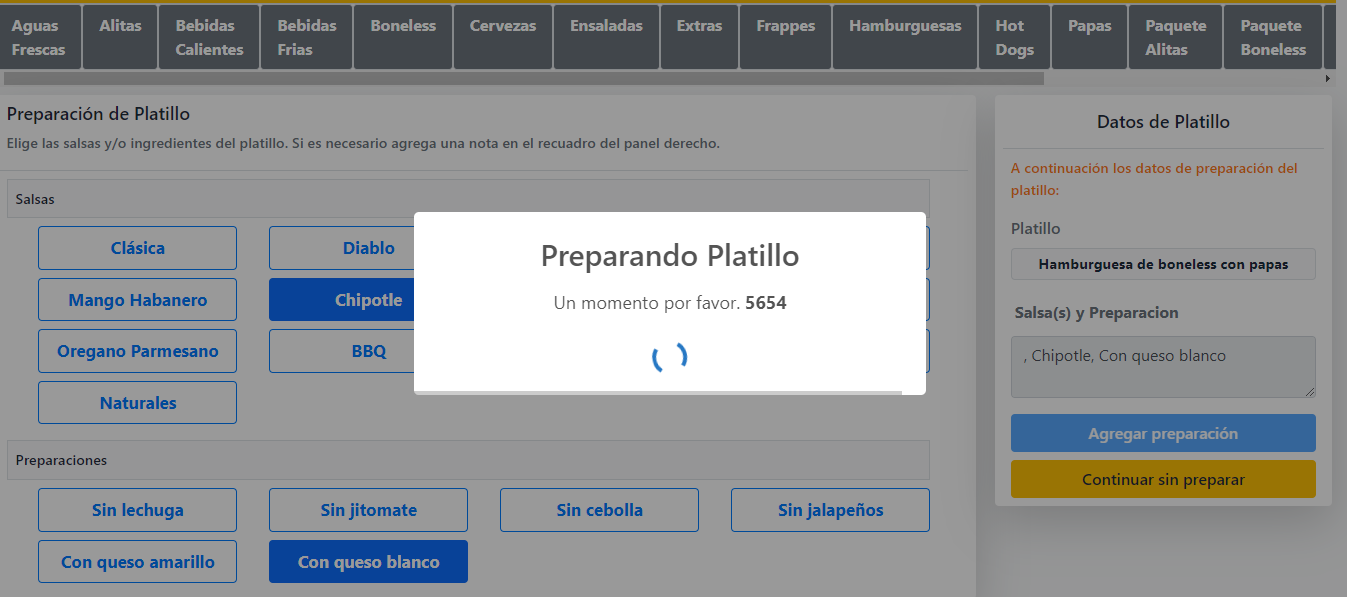 Aguas
Frescas
Alitas
Bebidas
Calientes
Bebidas
Frias
Boneless
Cervezas
Ensaladas
Extras
Frappes
Hamburguesas
Hot
Dogs
Papas
Paquete
Alitas
Paquete
Boneless
Preparación de Platillo
Elige las salsas y/o ingredientes del platillo. Si es necesario agrega una nota en el recuadro del panel derecho.
Salsas
Clásica
Diablo
Mango Habanero
Chipotle
Oregano Parmesano
BBQ
Naturales
Preparando Platillo
Un momento por favor. 5654
Preparaciones
Sin lechuga
Sin jitomate
Sin cebolla
Sin jalapeños
Con queso amarillo
Con queso blanco
Datos de Platillo
A continuación los datos de preparación del
platillo:
Platillo
Hamburguesa de boneless con papas
Salsa(s) y Preparacion
, Chipotle, Con queso blanco
Agregar preparación
Continuar sin preparar